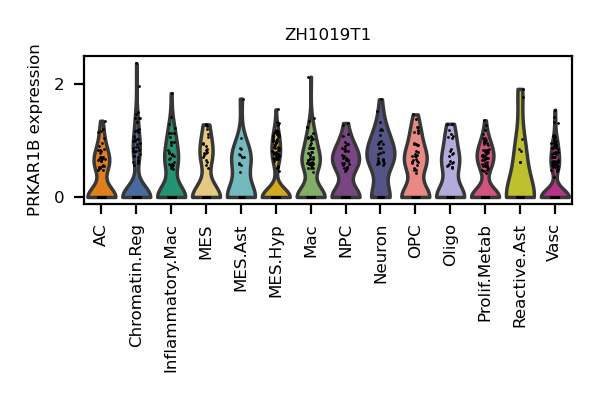 ZH1019T1
PRKAR1B expression
2
0
AC
Chromatin.Reg
Inflammatory.Mac
MES
MES.Ast
MES.Hyp
Mac
NPC
Neuron
OPC
Oligo
Prolif.Metab
Reactive.Ast
Vasc